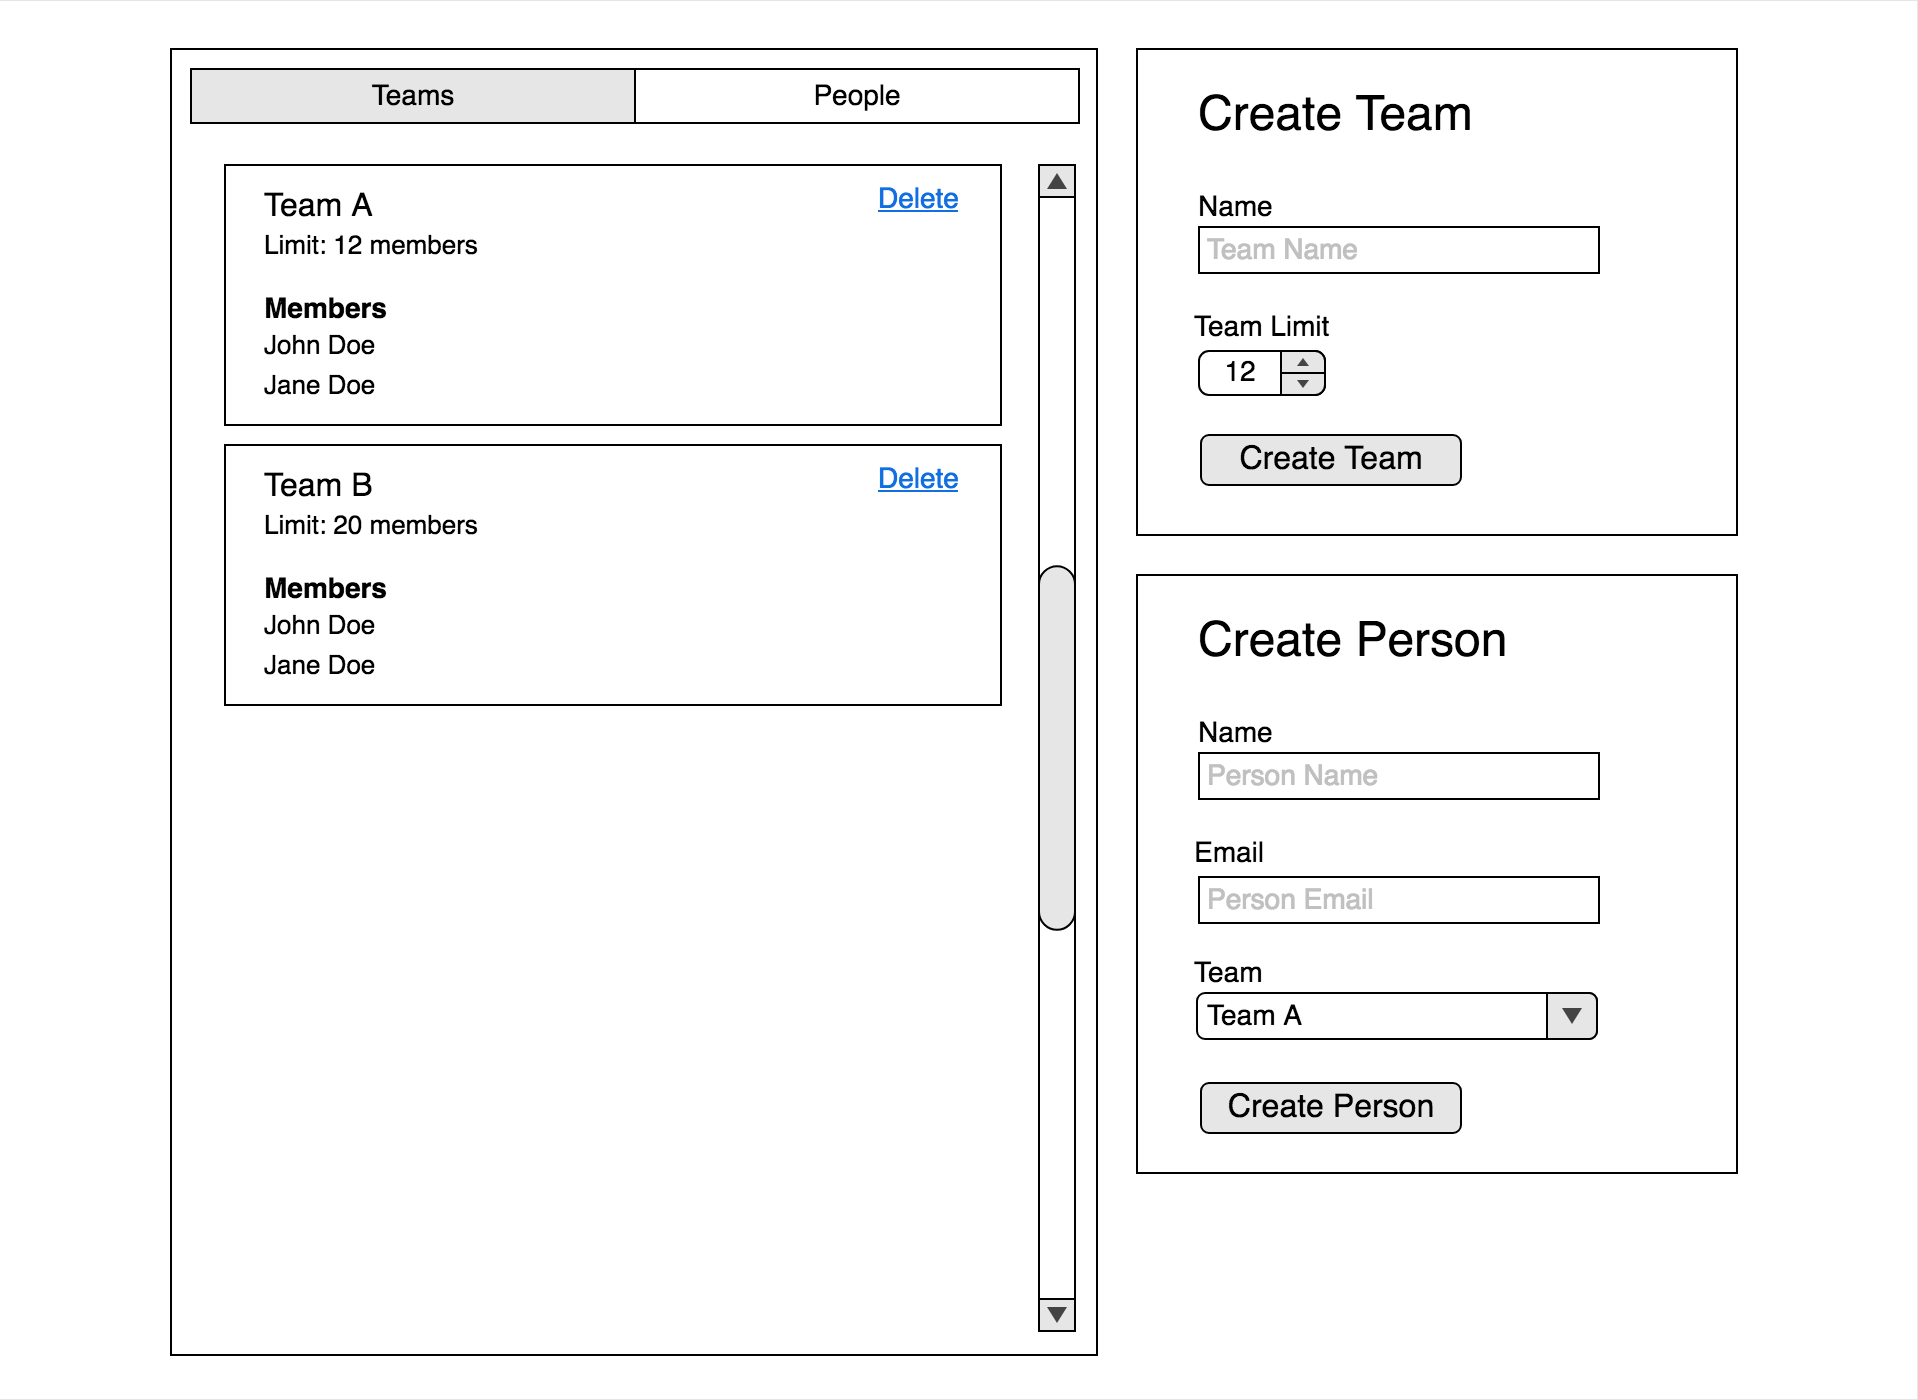 Teams
People
Team A
Delete
Limit: 12 members
Members
John Doe
Jane Doe
Team B
Delete
Limit: 20 members
Members
John Doe
Jane Doe
Create Team
Name
Team Name
Team Limit
12
Create Team
Create Person
Name
Person Name
Email
Person Email
Team
Team A
Create Person